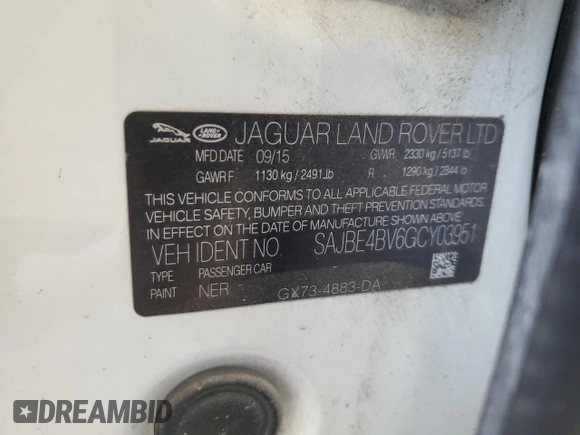 JAGUAR LAND ROVER JAGUAR LAND ROVER LTD
MFD DATE 09/15 GVWR 2330 kg / 5137 lb
GAWR F 1130 kg / 2491 lb R 1290 kg / 2844 lb
THIS VEHICLE CONFORMS TO ALL APPLICABLE FEDERAL MOTOR
VEHICLE SAFETY, BUMPER AND THEFT PREVENTION STANDARDS
IN EFFECT ON THE DATE OF MANUFACTURE SHOWN ABOVE
VEH IDENT NO. SAJBE4BV6GCY03951
TYPE PASSENGER CAR
PAINT NER GX73-4883-DA
DREAMBID